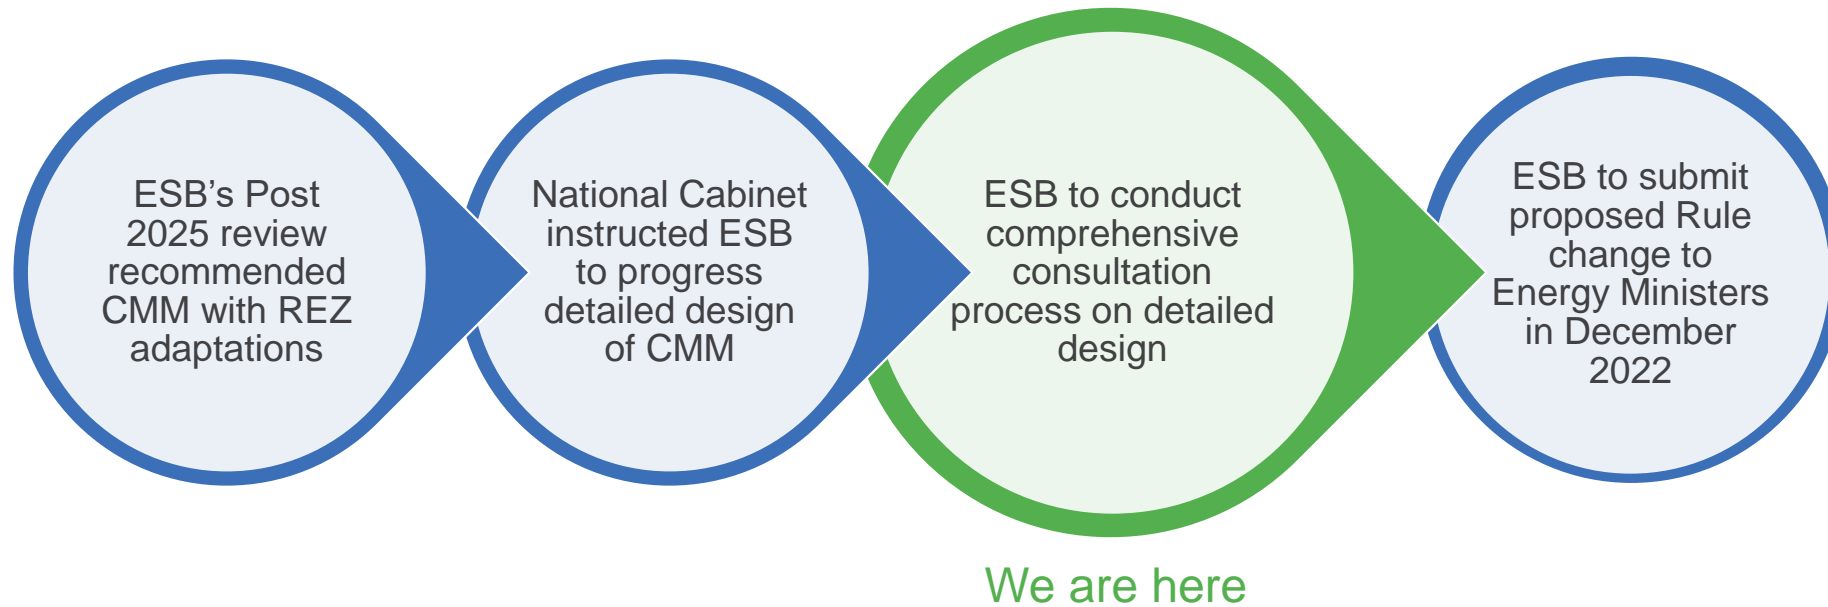 ESB's Post
2025 review
recommended
CMM with REZ
adaptations
National Cabinet
instructed ESB
to progress
detailed design
of CMM
ESB to conduct
comprehensive
consultation
process on detailed
design
ESB to submit
proposed Rule
change to
Energy Ministers
in December
2022
We are here